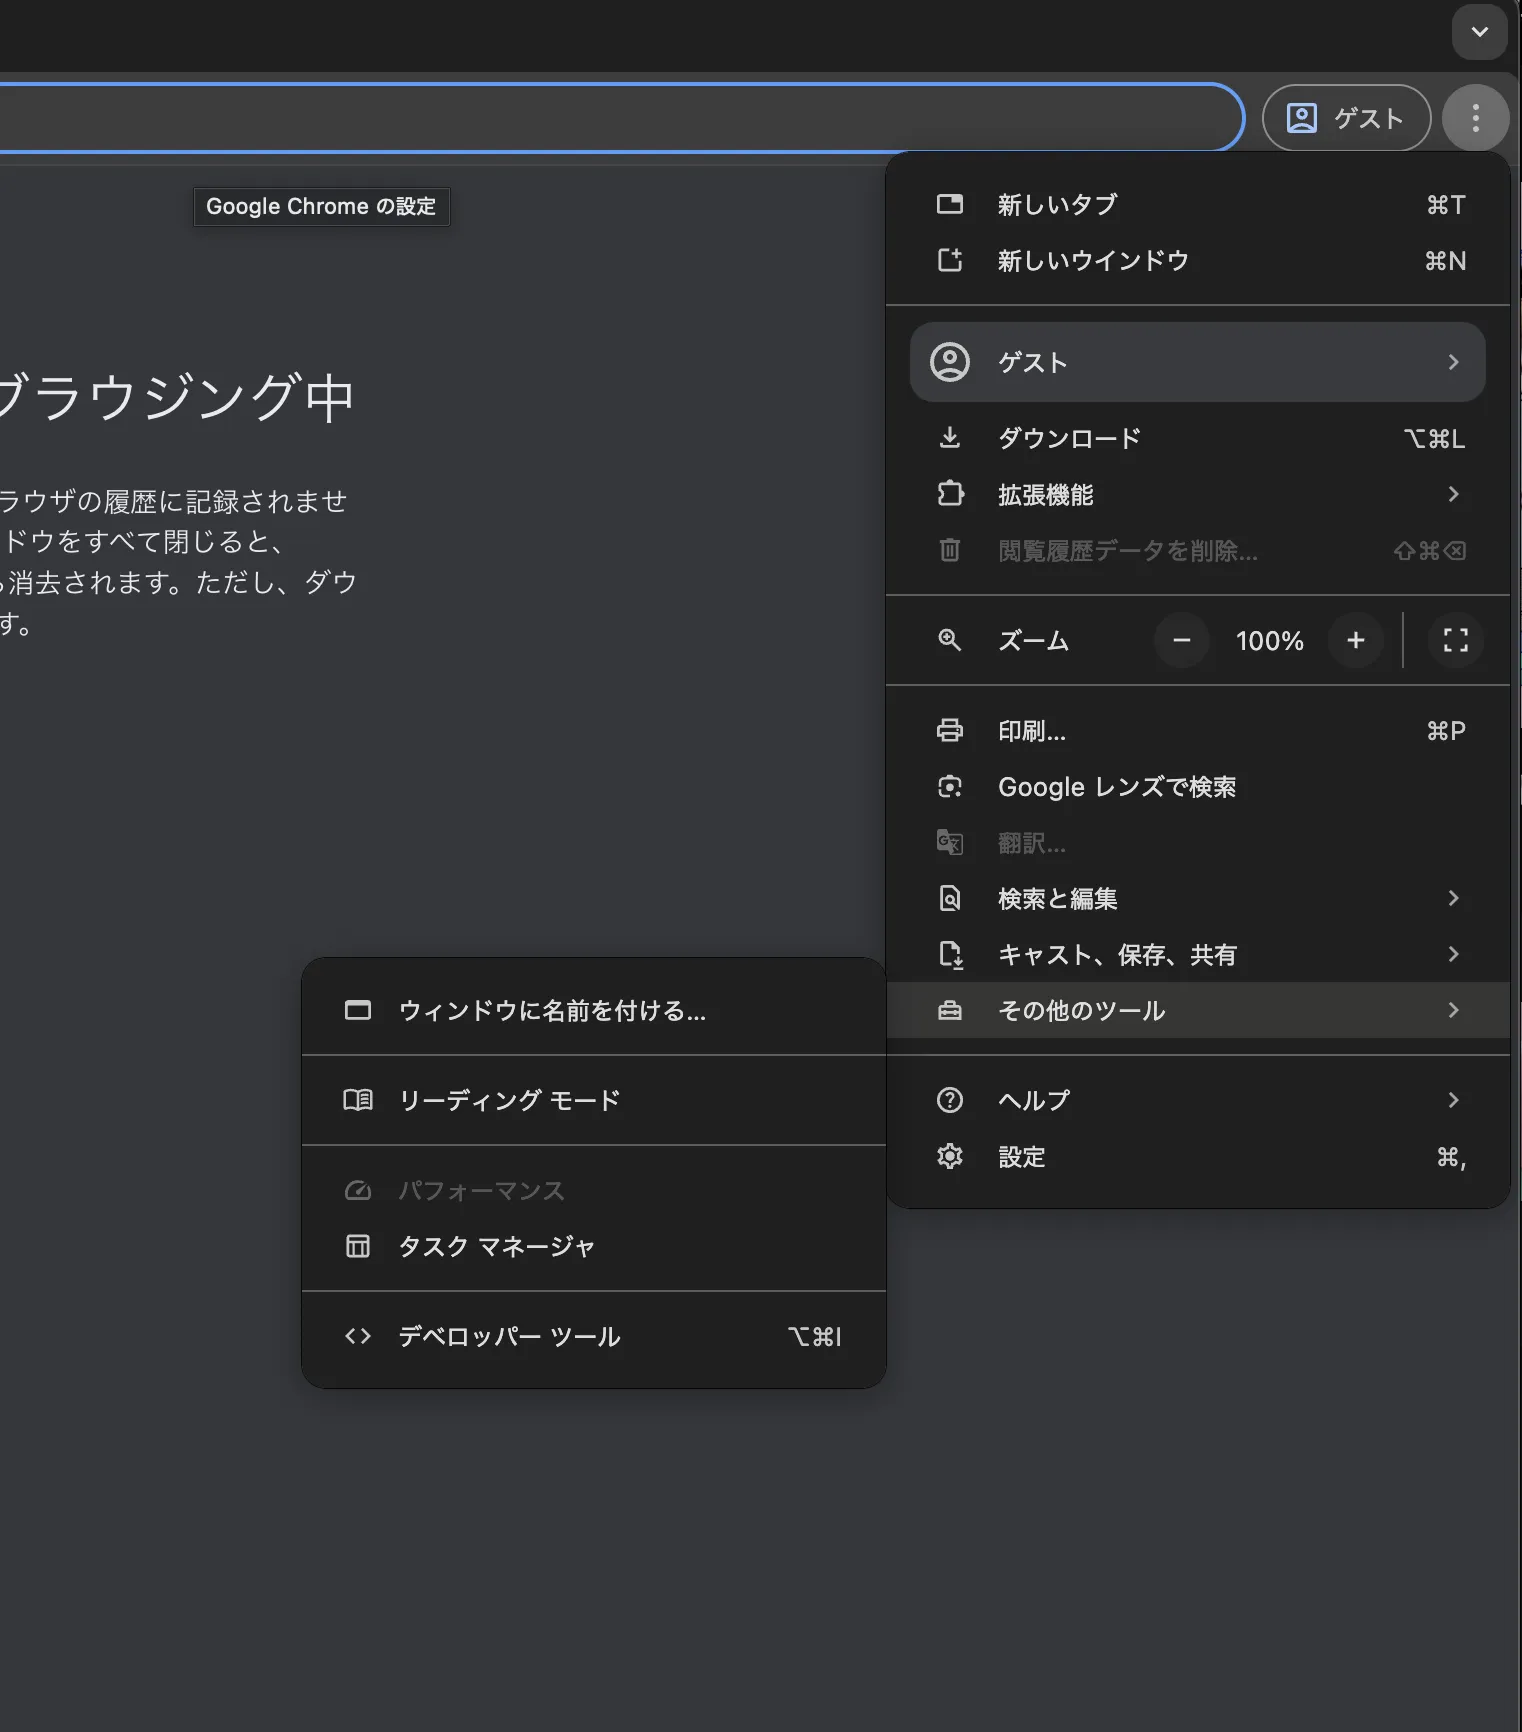 ゲスト
Google Chrome の設定
ブラウジング中
ラウザの履歴に記録されませ
ドウをすべて閉じると、
消去されます。ただし、ダウ
す。
新しいタブ ⌘T
新しいウインドウ ⌘N
ゲスト
ダウンロード ⌥⌘L
拡張機能
閲覧履歴データを削除... ⇧⌘⌫
ズーム − 100% +
印刷... ⌘P
Google レンズで検索
翻訳...
検索と編集
キャスト、保存、共有
その他のツール
ヘルプ
設定 ⌘,
ウィンドウに名前を付ける...
リーディング モード
パフォーマンス
タスク マネージャ
デベロッパー ツール ⌥⌘I